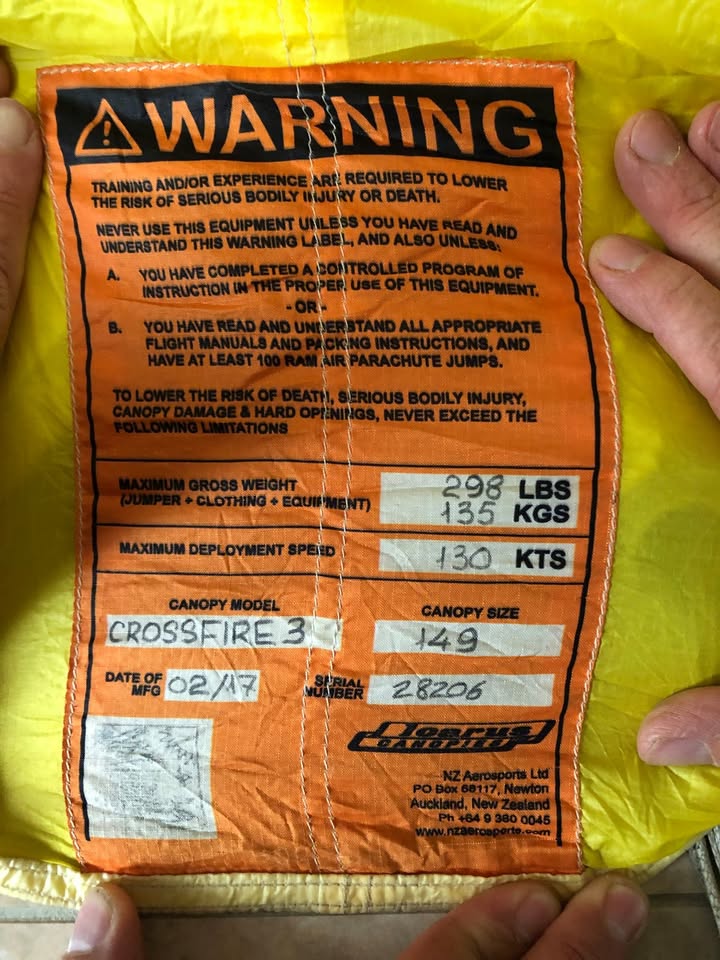 WARNING
TRAINING AND/OR EXPERIENCE ARE REQUIRED TO LOWER
THE RISK OF SERIOUS BODILY INJURY OR DEATH.
NEVER USE THIS EQUIPMENT UNLESS YOU HAVE READ AND
UNDERSTAND THIS WARNING LABEL, AND ALSO UNLESS:
A. YOU HAVE COMPLETED A CONTROLLED PROGRAM OF
INSTRUCTION IN THE PROPER USE OF THIS EQUIPMENT.
- OR -
B. YOU HAVE READ AND UNDERSTAND ALL APPROPRIATE
FLIGHT MANUALS AND PACKING INSTRUCTIONS, AND
HAVE AT LEAST 100 RAM AIR PARACHUTE JUMPS.
TO LOWER THE RISK OF DEATH, SERIOUS BODILY INJURY,
CANOPY DAMAGE & HARD OPENINGS, NEVER EXCEED THE
FOLLOWING LIMITATIONS
MAXIMUM GROSS WEIGHT 298 LBS
(JUMPER + CLOTHING + EQUIPMENT) 135 KGS
MAXIMUM DEPLOYMENT SPEED 130 KTS
CANOPY MODEL CANOPY SIZE
CROSSFIRE 3 149
DATE OF MFG 02/17 SERIAL NUMBER 28206
Icarus
CANOPIES
NZ Aerosports Ltd
PO Box 68117, Newton
Auckland, New Zealand
Ph +64 9 360 0045
www.nzaerosports.com